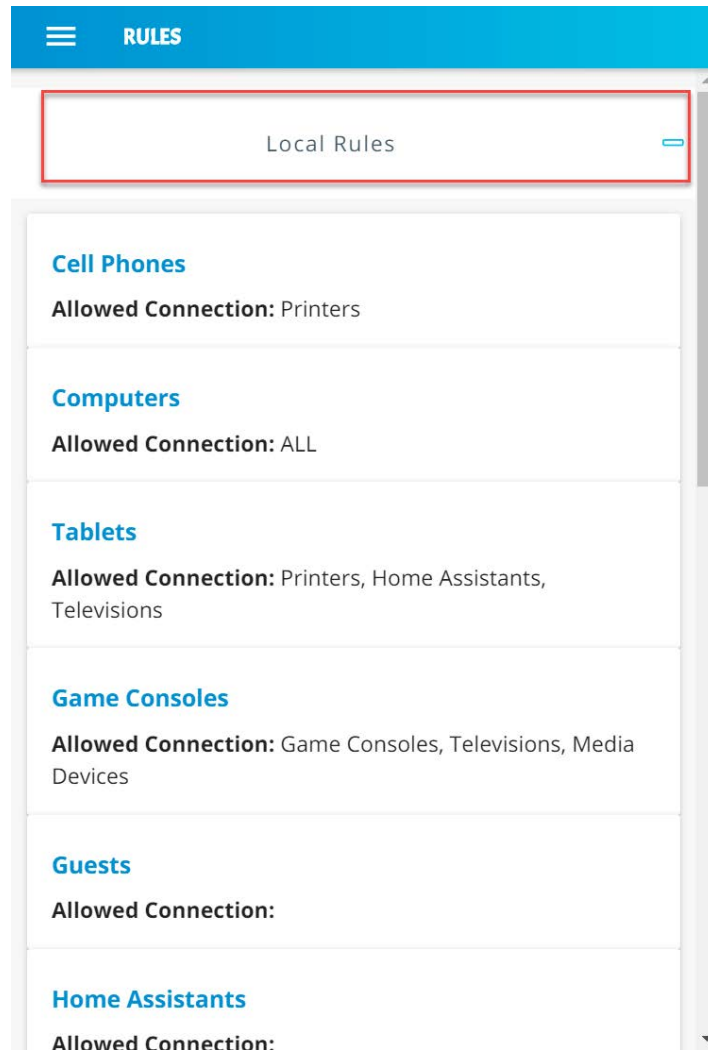 RULES
Local Rules
Cell Phones
Allowed Connection: Printers
Computers
Allowed Connection: ALL
Tablets
Allowed Connection: Printers, Home Assistants,
Televisions
Game Consoles
Allowed Connection: Game Consoles, Televisions, Media
Devices
Guests
Allowed Connection:
Home Assistants
Allowed Connection: